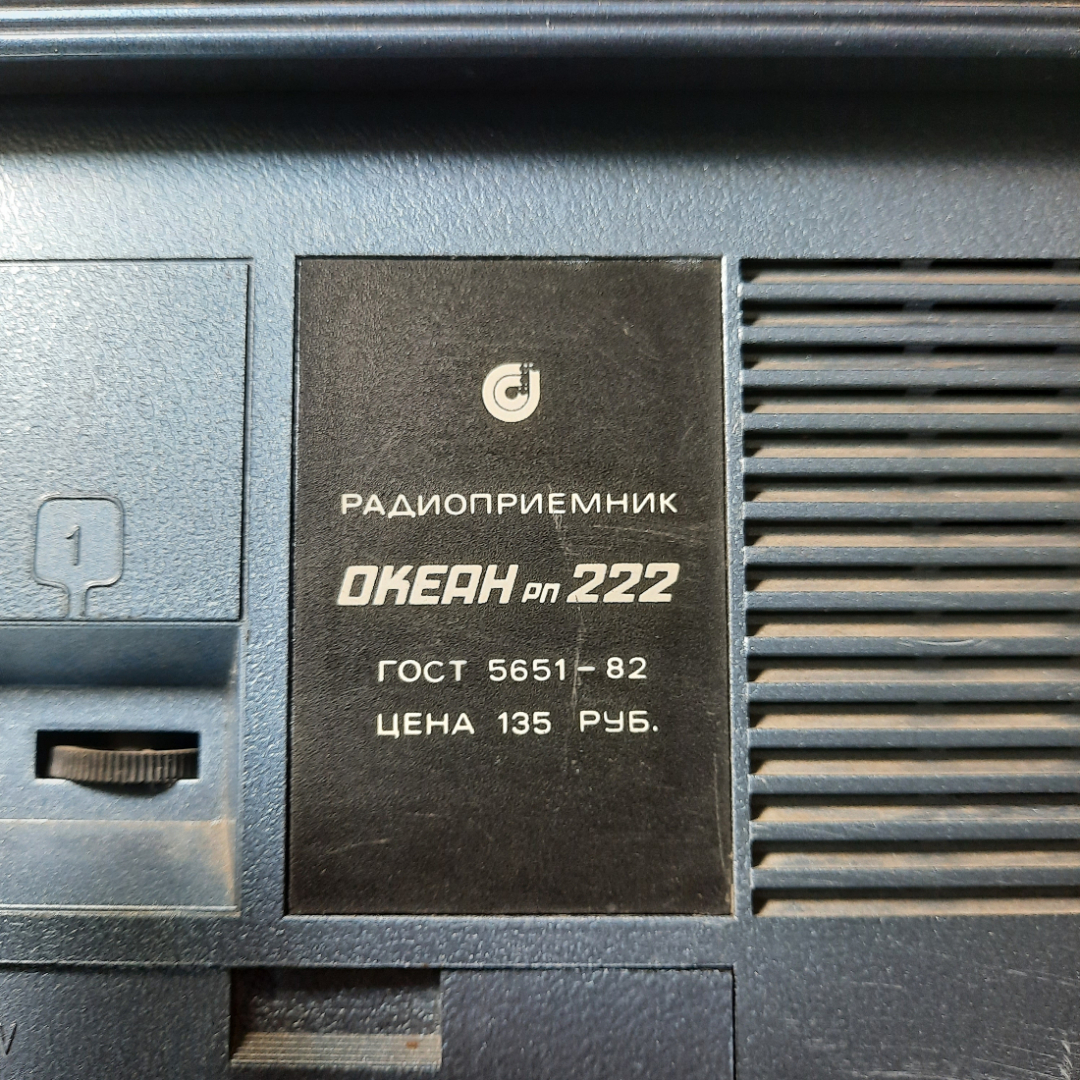 РАДИОПРИЕМНИК
ОКЕАН РП 222
1
ГОСТ 5651-82
ЦЕНА 135 РУБ.
V